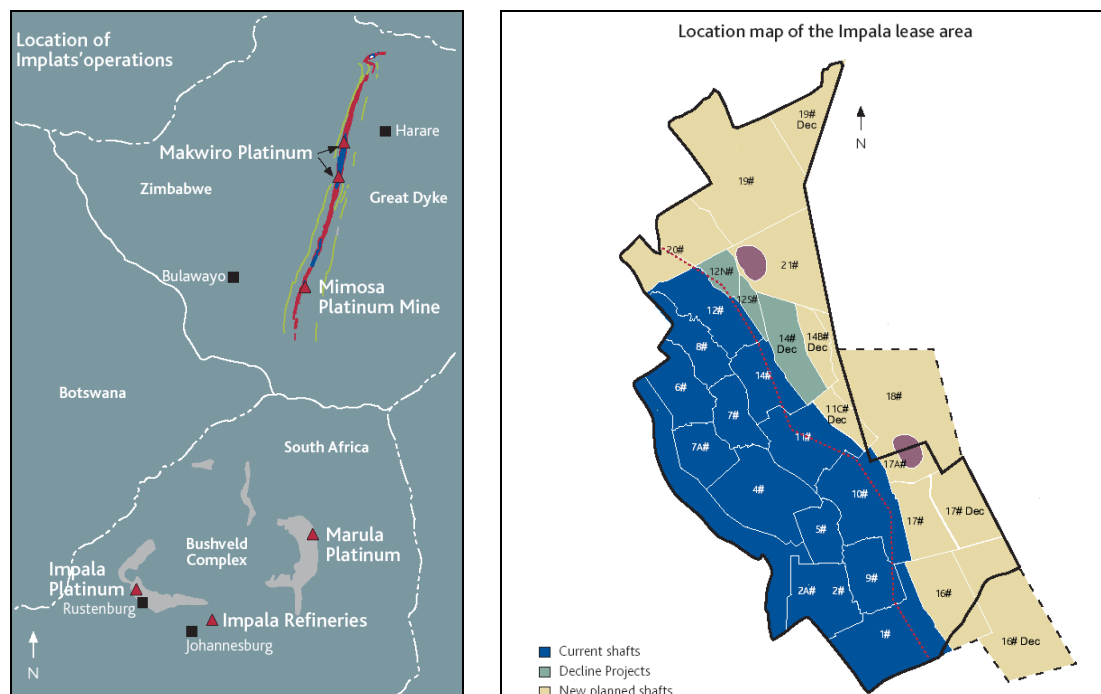 Location of
Implats' operations
Harare
Makwiro Platinum
Zimbabwe
Great Dyke
Bulawayo
Mimosa
Platinum Mine
Botswana
South Africa
Bushveld
Complex
Marula
Platinum
Impala
Platinum
Rustenburg
Impala Refineries
Johannesburg
N
Location map of the Impala lease area
19#
Dec
N
19#
20#
12N#
21#
12S#
12#
14#
Dec
14B#
Dec
8#
6#
14#
18#
7#
11C#
Dec
7A#
11#
17A#
4#
10#
5#
17#
17# Dec
9#
2A#
2#
16#
1#
16# Dec
Current shafts
Decline Projects
New planned shafts